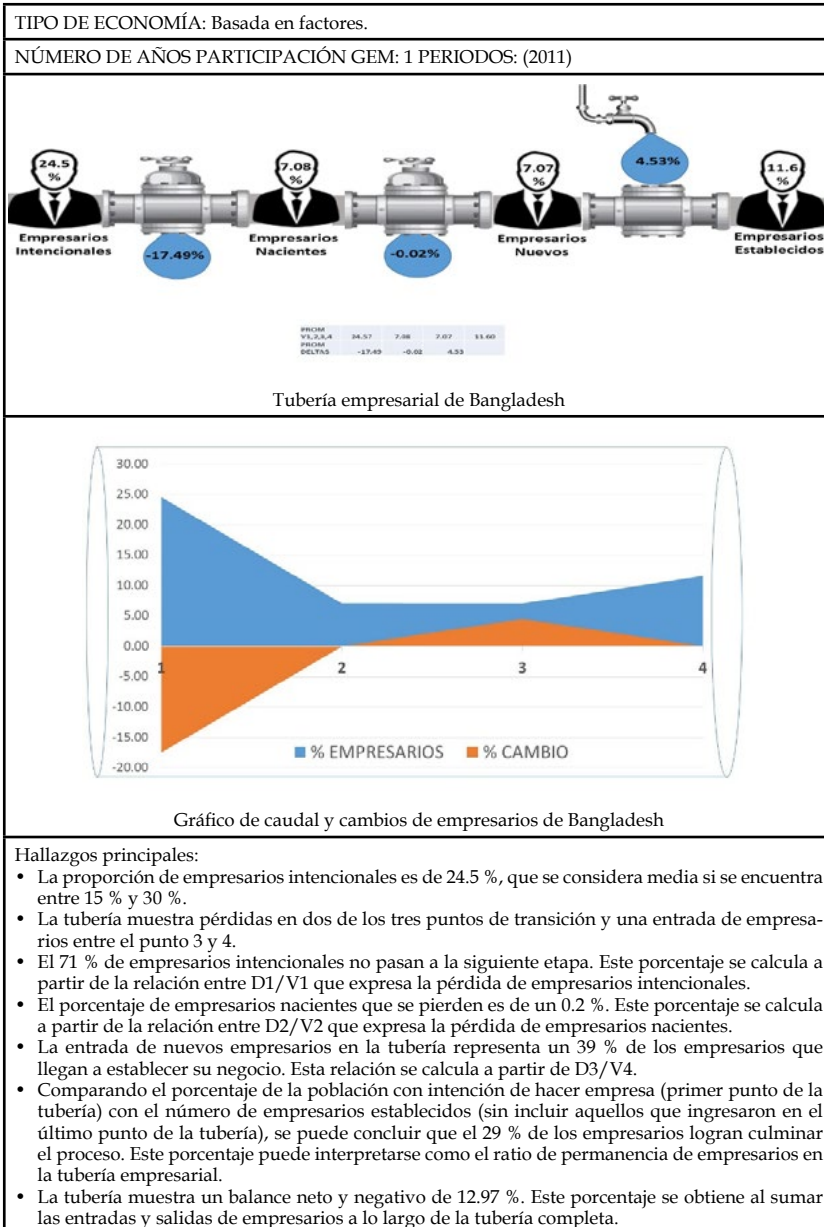 TIPO DE ECONOMÍA: Basada en factores.
NÚMERO DE AÑOS PARTICIPACIÓN GEM: 1 PERIODOS: (2011)
24.5
%
7.08
%
7.07
%
4.53%
11.6
%
Empresarios
Intencionales
-17.49%
Empresarios
Nacientes
-0.02%
Empresarios
Nuevos
Empresarios
Establecidos
PROM
V1,2,3,4 24.57 7.08 7.07 11.60
PROM
DELTAS -17.49 -0.02 4.53
Tubería empresarial de Bangladesh
30.00
25.00
20.00
15.00
10.00
5.00
0.00
-5.00
-10.00
-15.00
-20.00
1 2 3 4
% EMPRESARIOS % CAMBIO
Gráfico de caudal y cambios de empresarios de Bangladesh
Hallazgos principales:
• La proporción de empresarios intencionales es de 24.5 %, que se considera media si se encuentra
entre 15 % y 30 %.
• La tubería muestra pérdidas en dos de los tres puntos de transición y una entrada de empresa-
rios entre el punto 3 y 4.
• El 71 % de empresarios intencionales no pasan a la siguiente etapa. Este porcentaje se calcula a
partir de la relación entre D1/V1 que expresa la pérdida de empresarios intencionales.
• El porcentaje de empresarios nacientes que se pierden es de un 0.2 %. Este porcentaje se calcula
a partir de la relación entre D2/V2 que expresa la pérdida de empresarios nacientes.
• La entrada de nuevos empresarios en la tubería representa un 39 % de los empresarios que
llegan a establecer su negocio. Esta relación se calcula a partir de D3/V4.
• Comparando el porcentaje de la población con intención de hacer empresa (primer punto de la
tubería) con el número de empresarios establecidos (sin incluir aquellos que ingresaron en el
último punto de la tubería), se puede concluir que el 29 % de los empresarios logran culminar
el proceso. Este porcentaje puede interpretarse como el ratio de permanencia de empresarios en
la tubería empresarial.
• La tubería muestra un balance neto y negativo de 12.97 %. Este porcentaje se obtiene al sumar
las entradas y salidas de empresarios a lo largo de la tubería completa.